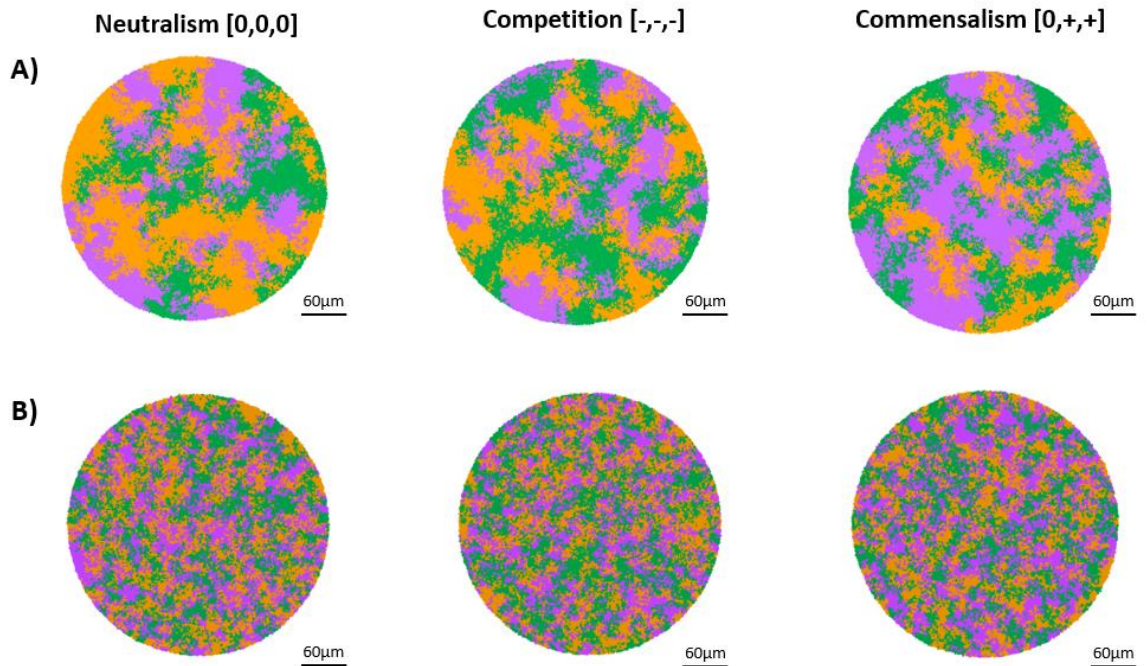 Neutralism [0,0,0]
Competition [-,-,-]
Commensalism [0,+,+]
A)
60µm
60µm
60µm
B)
60µm
60µm
60µm